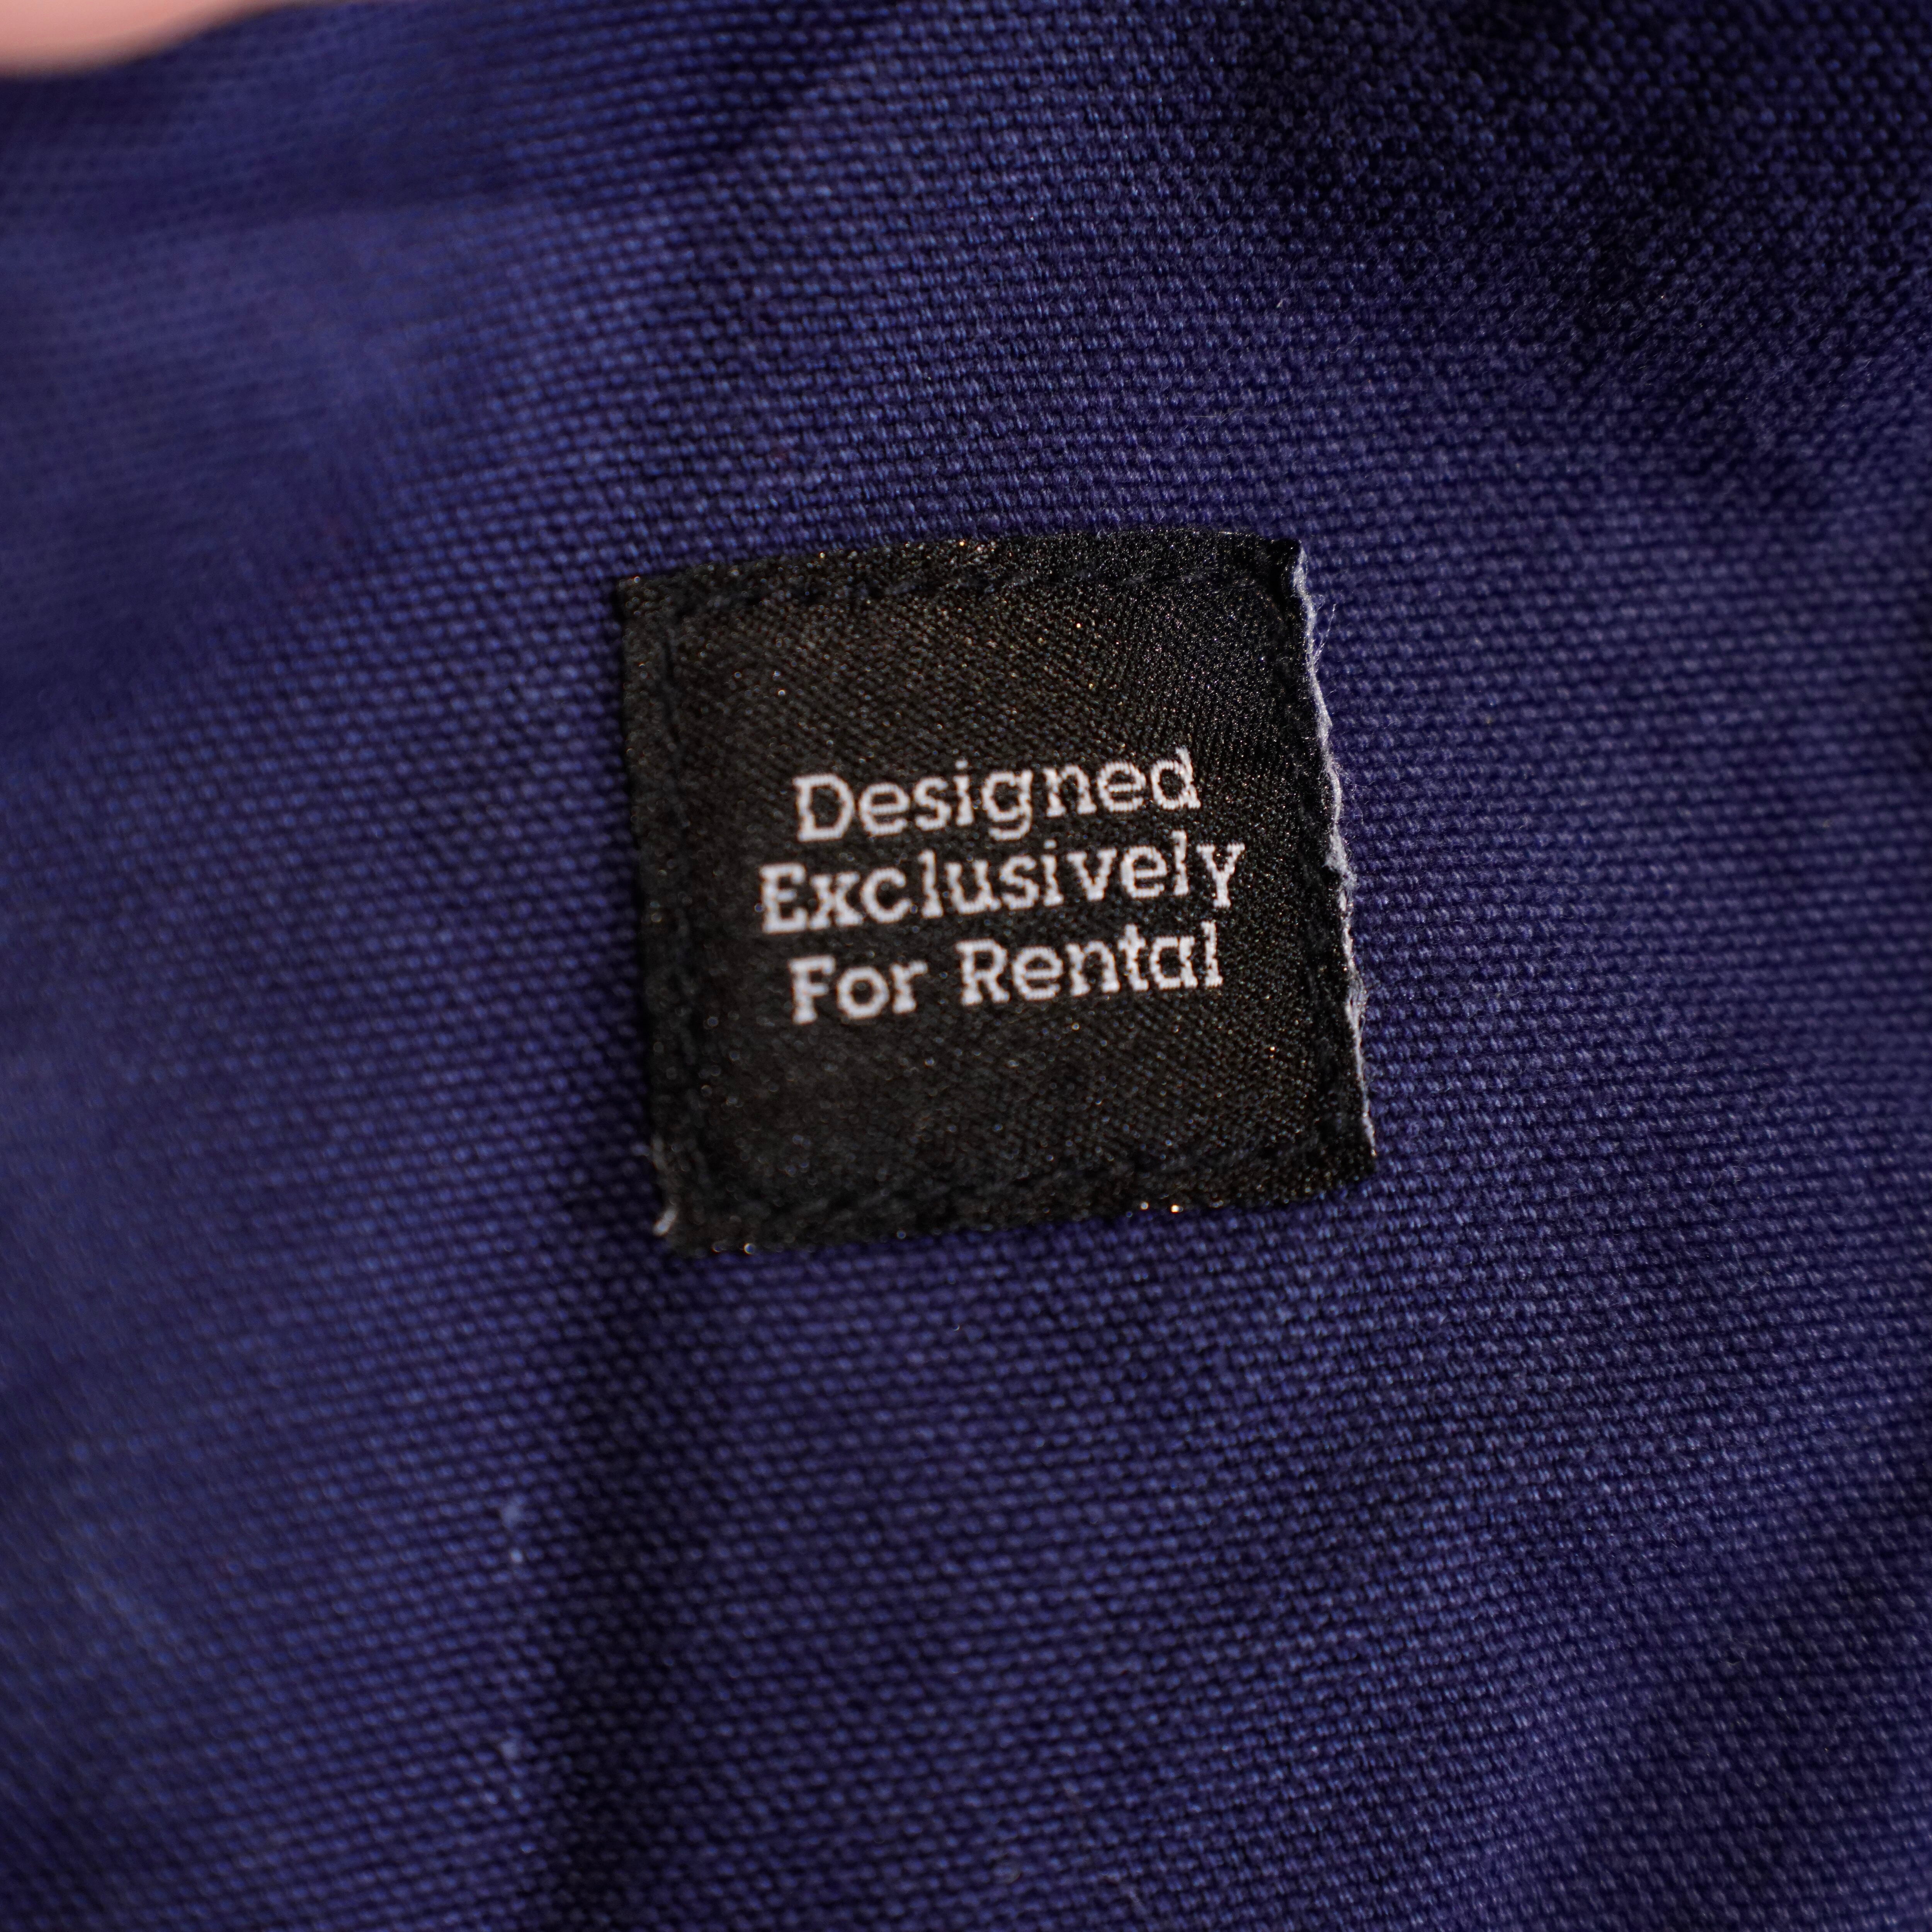 Designed
Exclusively
For Rental